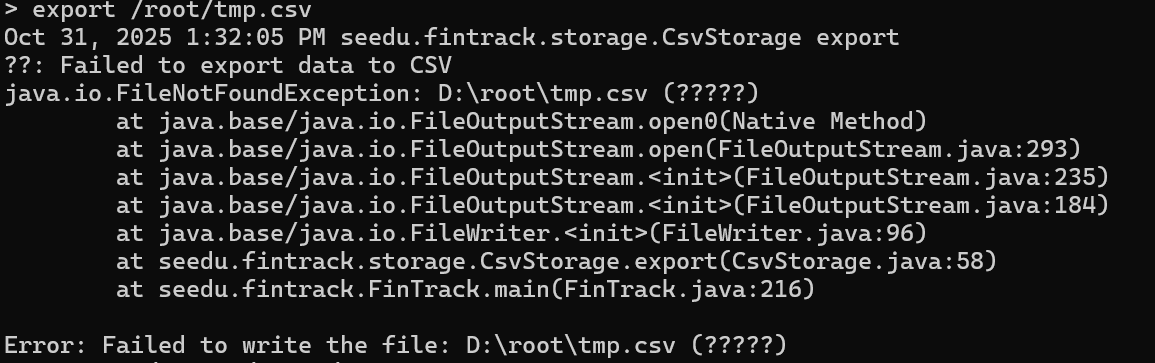 > export /root/tmp.csv
Oct 31, 2025 1:32:05 PM seedu.fintrack.storage.CsvStorage export
??: Failed to export data to CSV
java.io.FileNotFoundException: D:\root\tmp.csv (?????)
        at java.base/java.io.FileOutputStream.open0(Native Method)
        at java.base/java.io.FileOutputStream.open(FileOutputStream.java:293)
        at java.base/java.io.FileOutputStream.<init>(FileOutputStream.java:235)
        at java.base/java.io.FileOutputStream.<init>(FileOutputStream.java:184)
        at java.base/java.io.FileWriter.<init>(FileWriter.java:96)
        at seedu.fintrack.storage.CsvStorage.export(CsvStorage.java:58)
        at seedu.fintrack.FinTrack.main(FinTrack.java:216)
Error: Failed to write the file: D:\root\tmp.csv (?????)